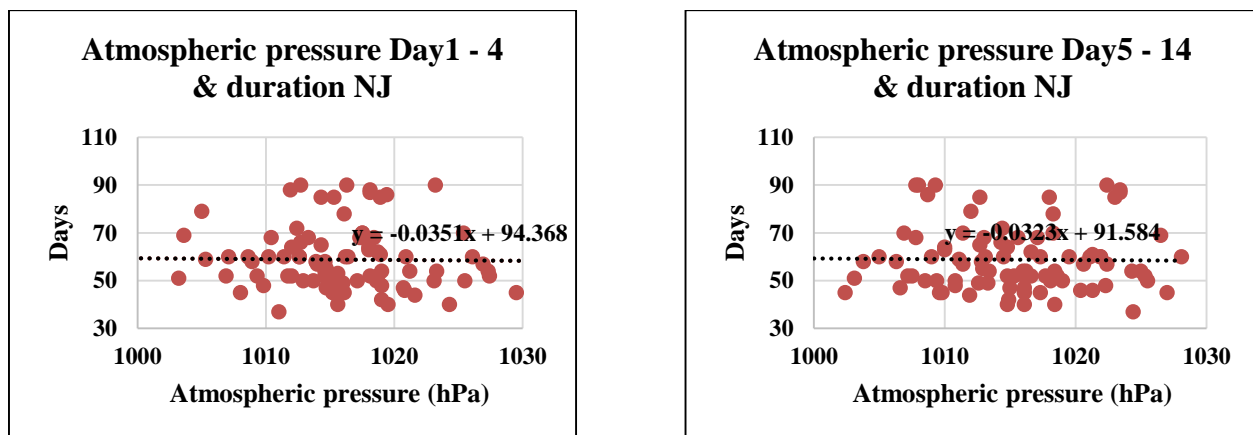 Atmospheric pressure Day1 - 4
& duration NJ
110
90
70
50
30
Days
y = -0.0351x + 94.368
1000
1010
1020
1030
Atmospheric pressure (hPa)
Atmospheric pressure Day5 - 14
& duration NJ
110
90
70
50
30
Days
y = -0.0323x + 91.584
1000
1010
1020
1030
Atmospheric pressure (hPa)